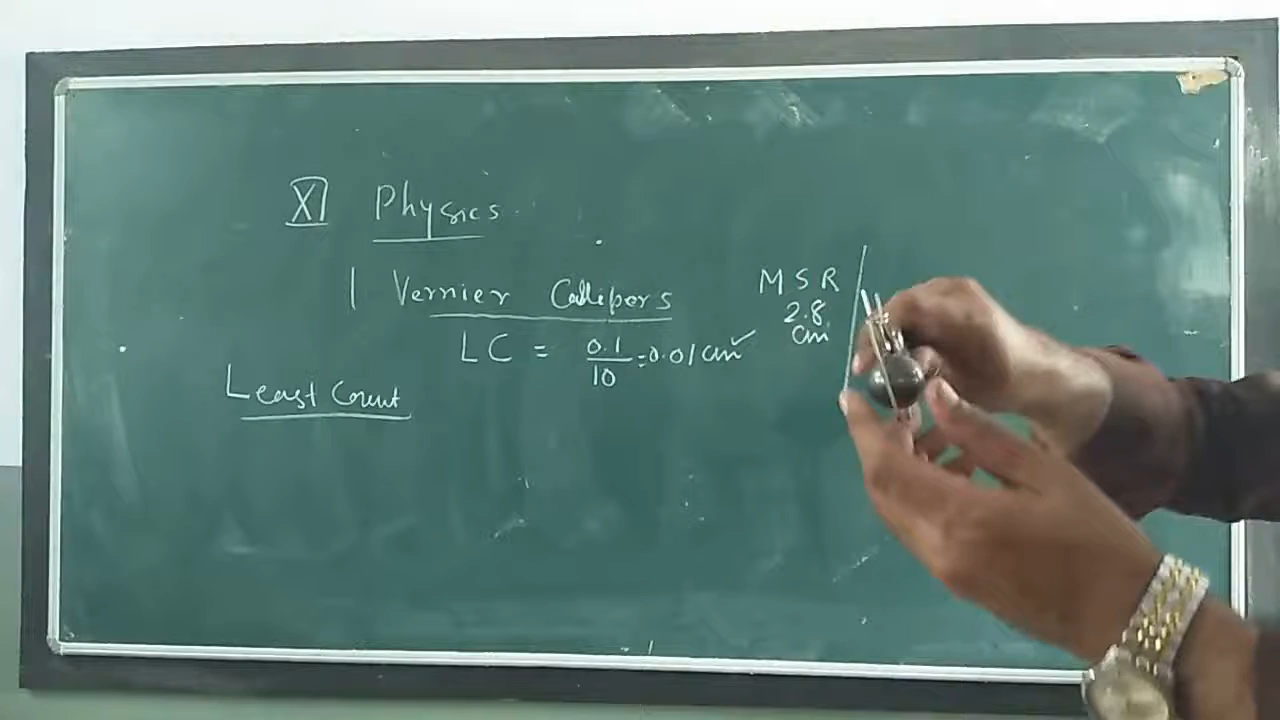 XI Physics
1 Vernier Callipers
LC = 0.1/10 = 0.01 cm ✓
Least Count
MSR
2.8
cm